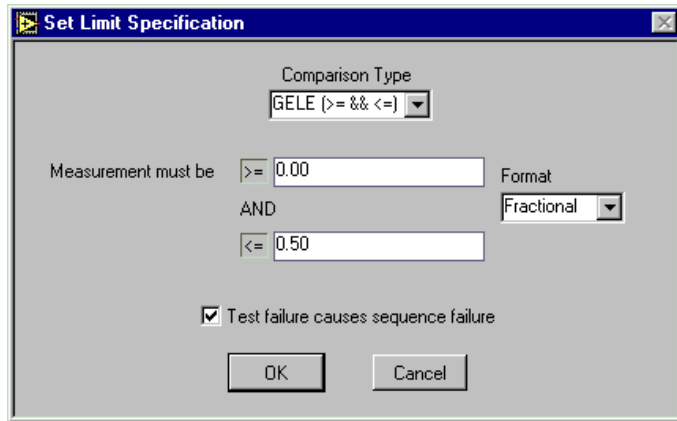 Set Limit Specification
Comparison Type
GELE (>= && <=)
Measurement must be >= 0.00
Format
AND
Fractional
<= 0.50
Test failure causes sequence failure
OK Cancel